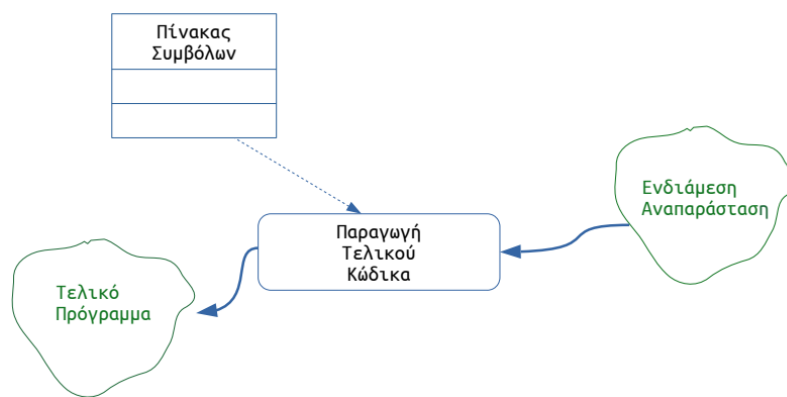 Πίνακας
Συμβόλων
Ενδιάμεση
Αναπαράσταση
Παραγωγή
Τελικού
Κώδικα
Τελικό
Πρόγραμμα